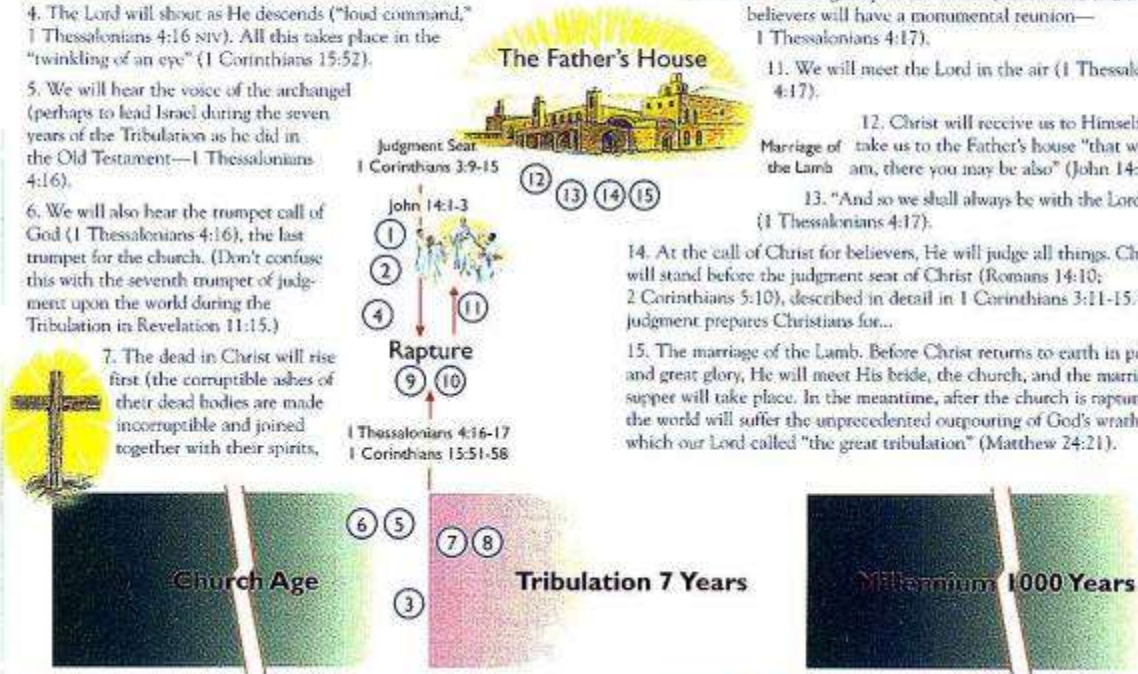 4. The Lord will shout as He descends ("loud command,"
1 Thessalonians 4:16 NIV). All this takes place in the
"twinkling of an eye" (1 Corinthians 15:52).
5. We will hear the voice of the archangel
(perhaps to lead Israel during the seven
years of the Tribulation as he did in
the Old Testament—1 Thessalonians
4:16).
6. We will also hear the trumpet call of
God (1 Thessalonians 4:16), the last
trumpet for the church. (Don't confuse
this with the seventh trumpet of judg-
ment upon the world during the
Tribulation in Revelation 11:15.)
7. The dead in Christ will rise
first (the corruptible ashes of
their dead bodies are made
incorruptible and joined
together with their spirits,
The Father's House
Judgment Seat
1 Corinthians 3:9-15
12
13 14 15
John 14:1-3
1
2
4
11
Rapture
9 10
1 Thessalonians 4:16-17
1 Corinthians 15:51-58
believers will have a monumental reunion—
1 Thessalonians 4:17).
11. We will meet the Lord in the air (1
4:17).
12. Christ will receive us to
Marriage of
the Lamb
take us to the Father's house "that
am, there you may be also" (John
13. "And so we shall always be with the
(1 Thessalonians 4:17).
14. At the call of Christ for believers, He will judge all things.
will stand before the judgment seat of Christ (Romans 14:10;
2 Corinthians 5:10), described in detail in 1 Corinthians 3:11-15.
judgment prepares Christians for...
15. The marriage of the Lamb. Before Christ returns to earth in
and great glory, He will meet His bride, the church, and the
supper will take place. In the meantime, after the church is
the world will suffer the unprecedented outpouring of God's
which our Lord called "the great tribulation" (Matthew 24:21).
6 5
7 8
3
Church Age
Tribulation 7 Years
Millennium 1000 Years